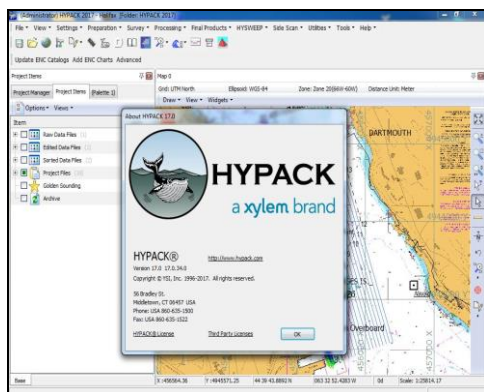 (Administrator) HYPACK 2017 - Halifax [Folder: HYPACK 2017]
File View Settings Preparation Survey Processing Final Products HYSWEEP Side Scan Utilities Tools Help
Update ENC Catalogs Add ENC Charts Advanced
Project Items
Map 0
Grid: UTM North Ellipsoid: WGS-84 Zone: Zone 20(66W-60W) Distance Unit: Meter
Project Manager Project Items (Palette 1)
Draw Views Widgets
Options Views
Item
About HYPACK 17.0
Raw Data Files
Edited Data Files
Sorted Data Files
Project Files
Golden Sounding
Archive
DARTMOUTH
HYPACK
a xylem brand
HYPACK®
http://www.hypack.com
Version 17.0 17.0.34.0
Copyright © YSI, Inc. 1996-2017. All rights reserved.
56 Bradley St.
Middletown, CT 06457 USA
Phone: USA 860-635-1500
Fax: USA 860-635-1522
HYPACK® License
Third Party Licenses
OK
Overboard
Base
0d